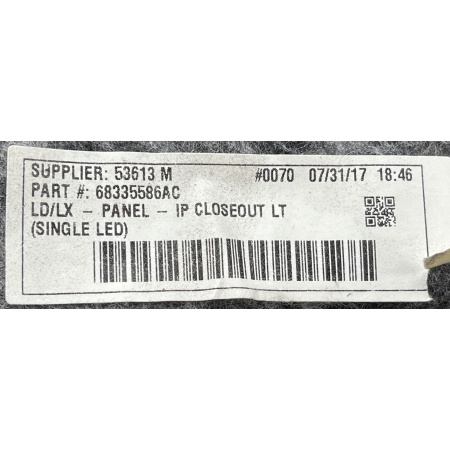 SUPPLIER: 53613 M #0070 07/31/17 18:46
PART #: 68335586AC
LD/LX - PANEL - IP CLOSEOUT LT
(SINGLE LED)